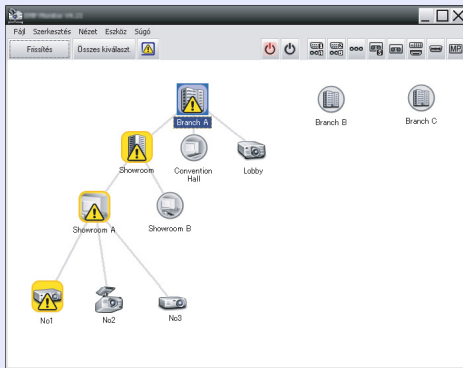 Fájl Szerkesztés Nézet Eszköz Súgó
Frissítés Összes kiválaszt.
MP
Branch A
Branch B
Branch C
Showroom
Convention
Hall
Lobby
Showroom A
Showroom B
No1
No2
No3